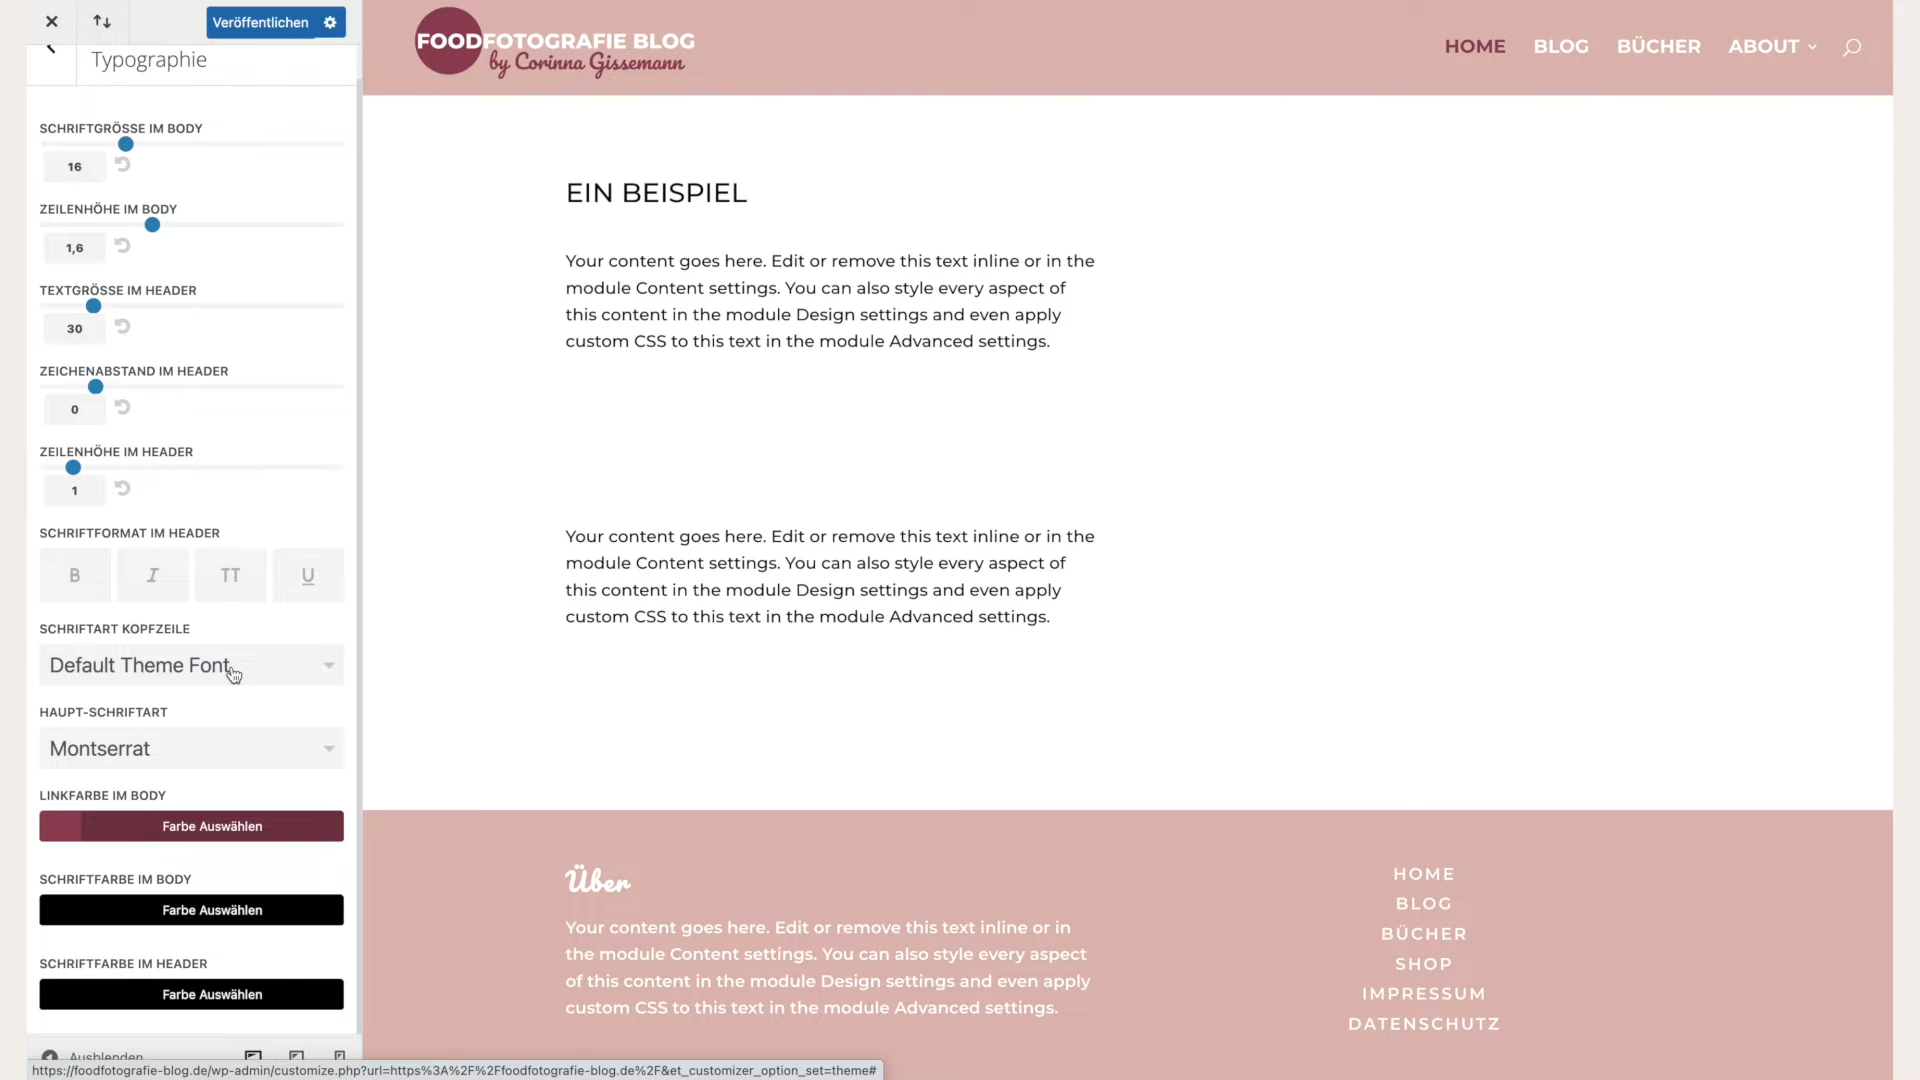 Veröffentlichen
Typographie
SCHRIFTGRÖSSE IM BODY
16
ZEILENHÖHE IM BODY
1,6
TEXTGRÖSSE IM HEADER
30
ZEICHENABSTAND IM HEADER
0
ZEILENHÖHE IM HEADER
1
SCHRIFTFORMAT IM HEADER
B I TT U
SCHRIFTART KOPFZEILE
Default Theme Font
HAUPT-SCHRIFTART
Montserrat
LINKFARBE IM BODY
Farbe Auswählen
SCHRIFTFARBE IM BODY
Farbe Auswählen
SCHRIFTFARBE IM HEADER
Farbe Auswählen
Ausblenden
https://foodfotografie-blog.de/wp-admin/customize.php?url=https%3A%2F%2Ffoodfotografie-blog.de%2F&et_customizer_option_set=theme#
FOODFOTOGRAFIE BLOG
by Corinna Gissemann
HOME BLOG BÜCHER ABOUT
EIN BEISPIEL
Your content goes here. Edit or remove this text inline or in the
module Content settings. You can also style every aspect of
this content in the module Design settings and even apply
custom CSS to this text in the module Advanced settings.
Your content goes here. Edit or remove this text inline or in the
module Content settings. You can also style every aspect of
this content in the module Design settings and even apply
custom CSS to this text in the module Advanced settings.
Über
Your content goes here. Edit or remove this text inline or in
the module Content settings. You can also style every aspect
of this content in the module Design settings and even apply
custom CSS to this text in the module Advanced settings.
HOME
BLOG
BÜCHER
SHOP
IMPRESSUM
DATENSCHUTZ